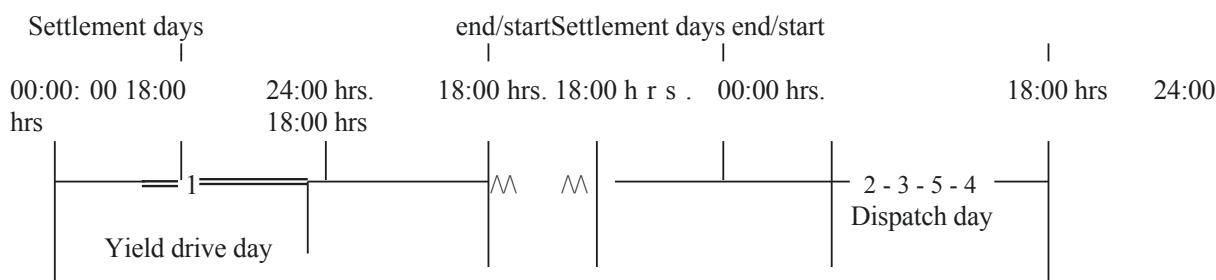 Settlement days end/startSettlement days end/start
00:00: 00 18:00 24:00 hrs. 18:00 hrs. 18:00 h r s . 00:00 hrs. 18:00 hrs 24:00
hrs 18:00 hrs
1 ^^ ^^ 2 - 3 - 5 - 4
Dispatch day
Yield drive day